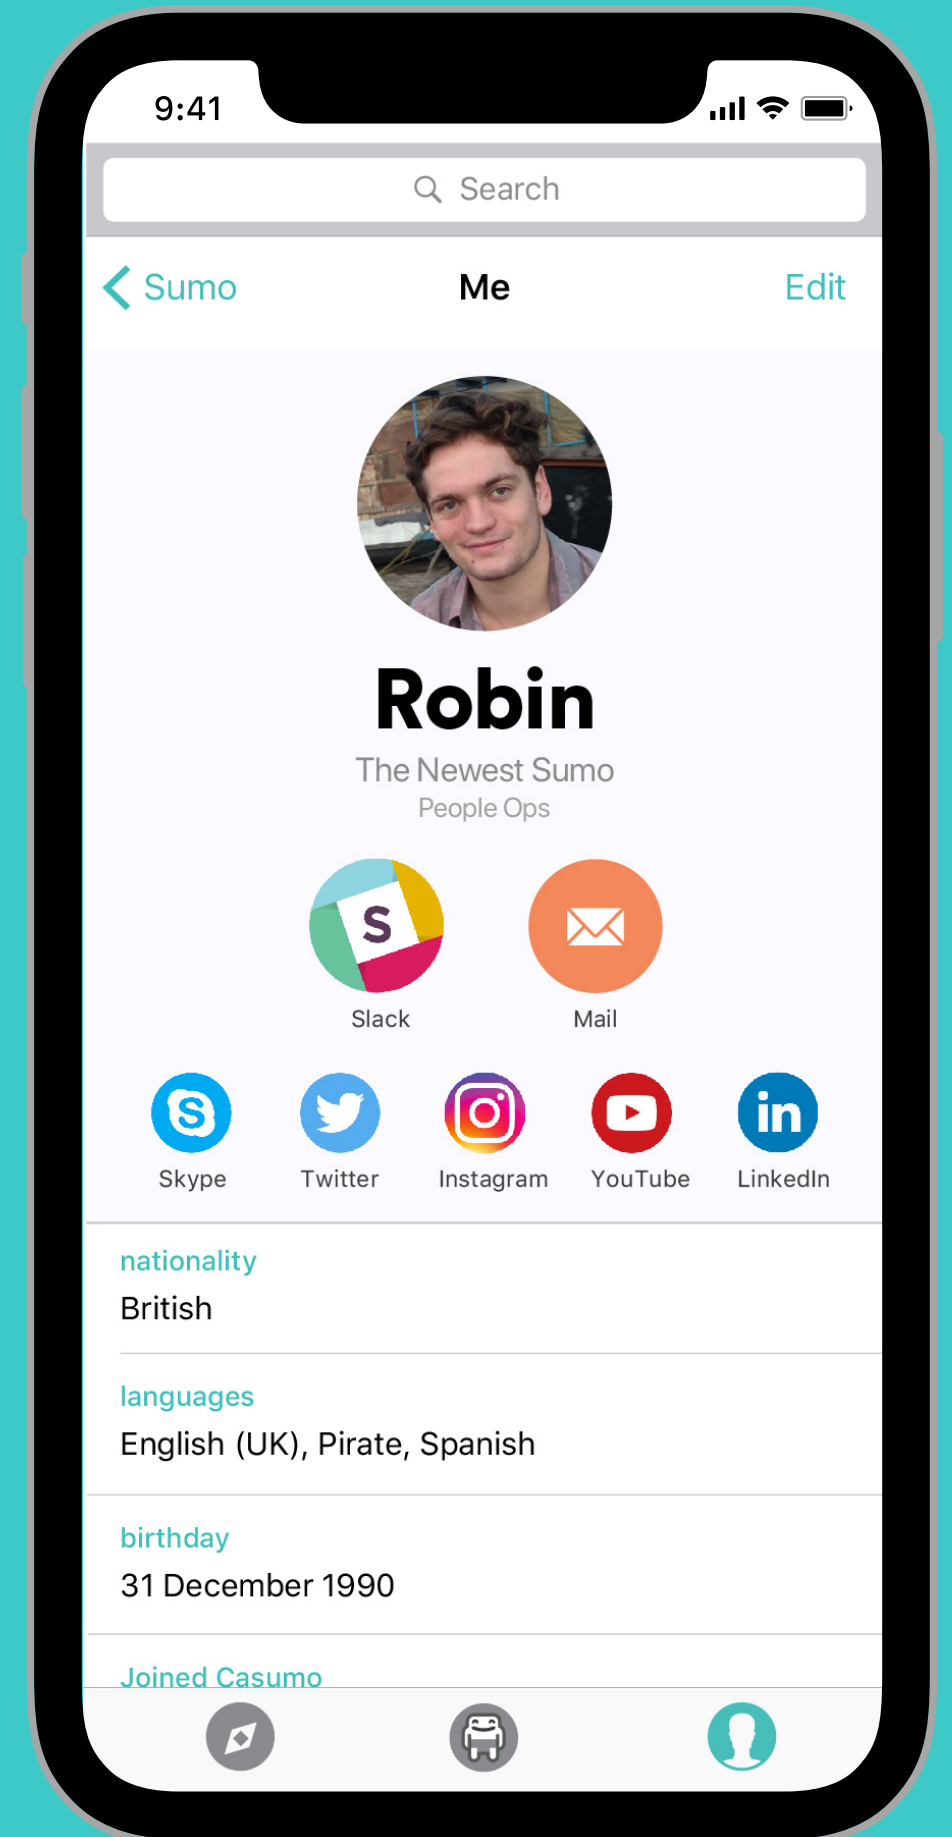 9:41
Search
Sumo Me Edit
Robin
The Newest Sumo
People Ops
S
Slack Mail
S in
Skype Twitter Instagram YouTube LinkedIn
nationality
British
languages
English (UK), Pirate, Spanish
birthday
31 December 1990
Joined Casumo